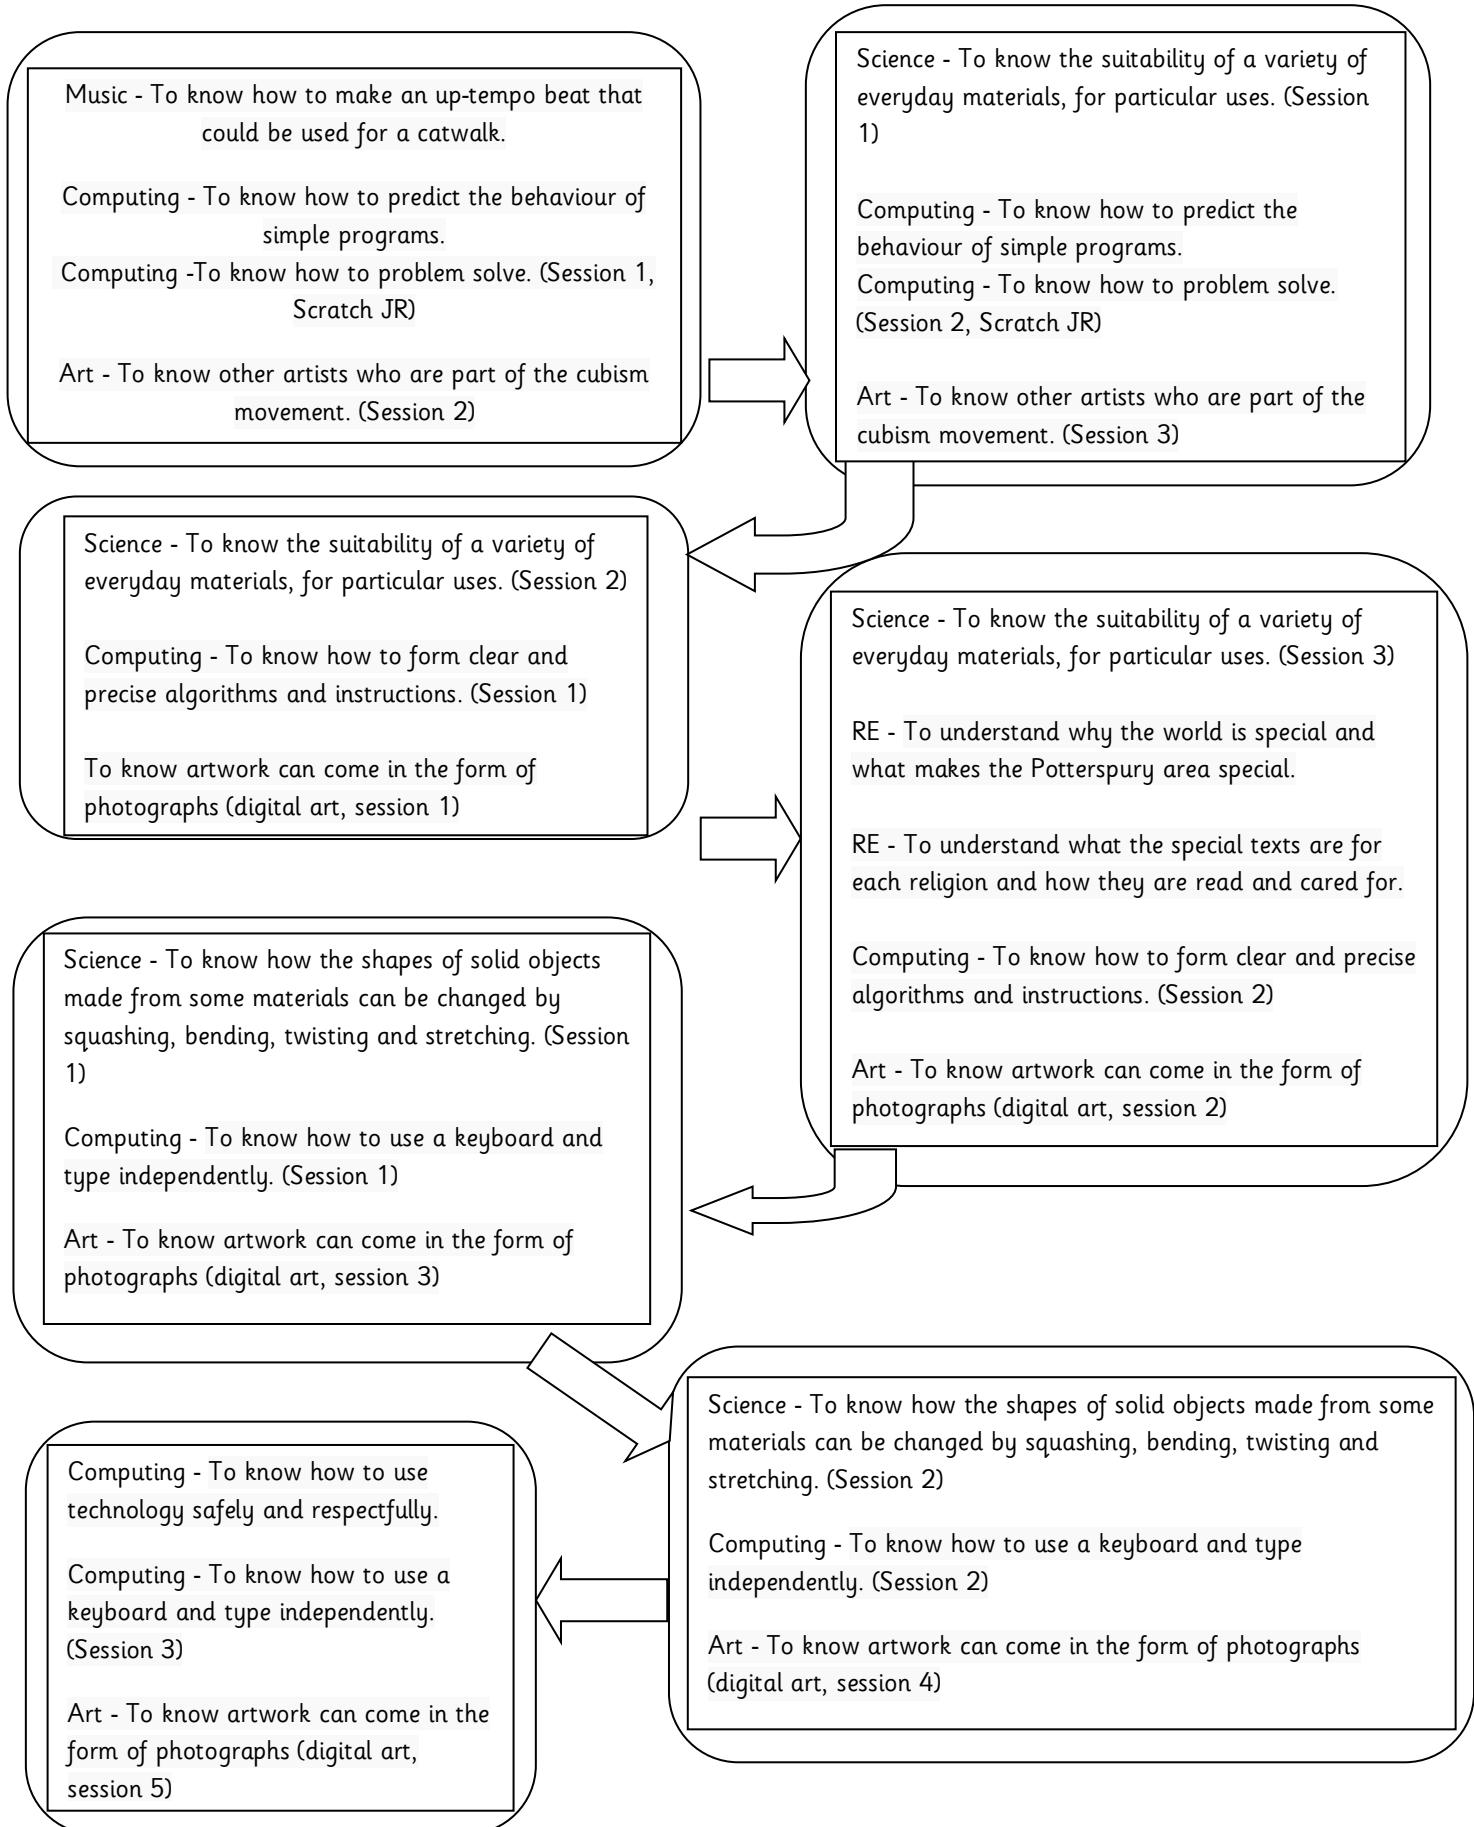 Music - To know how to make an up-tempo beat that
could be used for a catwalk.
Computing - To know how to predict the behaviour of
simple programs.
Computing -To know how to problem solve. (Session 1,
Scratch JR)
Art - To know other artists who are part of the cubism
movement. (Session 2)
Science - To know the suitability of a variety of
everyday materials, for particular uses. (Session
1)
Computing - To know how to predict the
behaviour of simple programs.
Computing - To know how to problem solve.
(Session 2, Scratch JR)
Art - To know other artists who are part of the
cubism movement. (Session 3)
Science - To know the suitability of a variety of
everyday materials, for particular uses. (Session 2)
Computing - To know how to form clear and
precise algorithms and instructions. (Session 1)
To know artwork can come in the form of
photographs (digital art, session 1)
Science - To know the suitability of a variety of
everyday materials, for particular uses. (Session 3)
RE - To understand why the world is special and
what makes the Potterspury area special.
RE - To understand what the special texts are for
each religion and how they are read and cared for.
Computing - To know how to form clear and precise
algorithms and instructions. (Session 2)
Art - To know artwork can come in the form of
photographs (digital art, session 2)
Science - To know how the shapes of solid objects
made from some materials can be changed by
squashing, bending, twisting and stretching. (Session
1)
Computing - To know how to use a keyboard and
type independently. (Session 1)
Art - To know artwork can come in the form of
photographs (digital art, session 3)
Science - To know how the shapes of solid objects made from some
materials can be changed by squashing, bending, twisting and
stretching. (Session 2)
Computing - To know how to use a keyboard and type
independently. (Session 2)
Art - To know artwork can come in the form of photographs
(digital art, session 4)
Computing - To know how to use
technology safely and respectfully.
Computing - To know how to use a
keyboard and type independently.
(Session 3)
Art - To know artwork can come in the
form of photographs (digital art,
session 5)